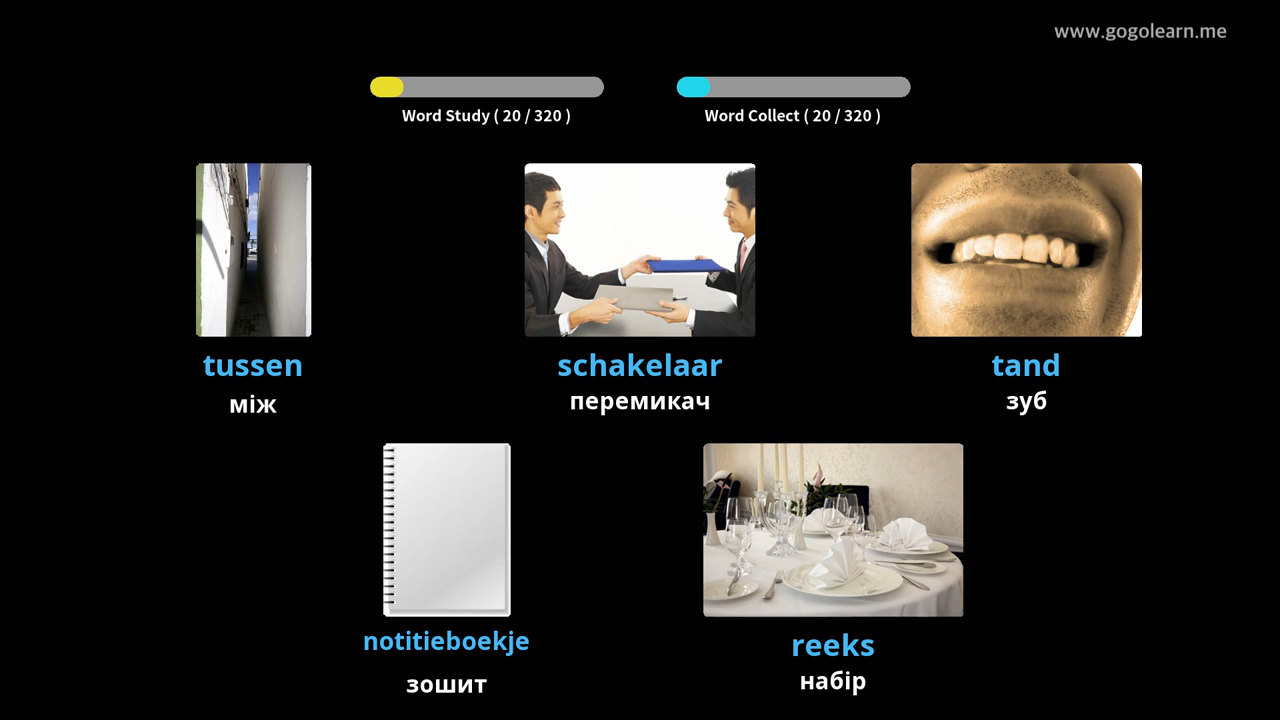 www.gogolearn.me
Word Study ( 20 / 320 )
Word Collect ( 20 / 320 )
tussen
між
schakelaar
перемикач
tand
зуб
notitieboekje
зошит
reeks
набір